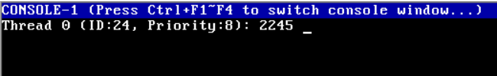 CONSOLE-1 (Press Ctrl+F1~F4 to switch console window...)
Thread 0 (ID:24, Priority:8): 2245 _